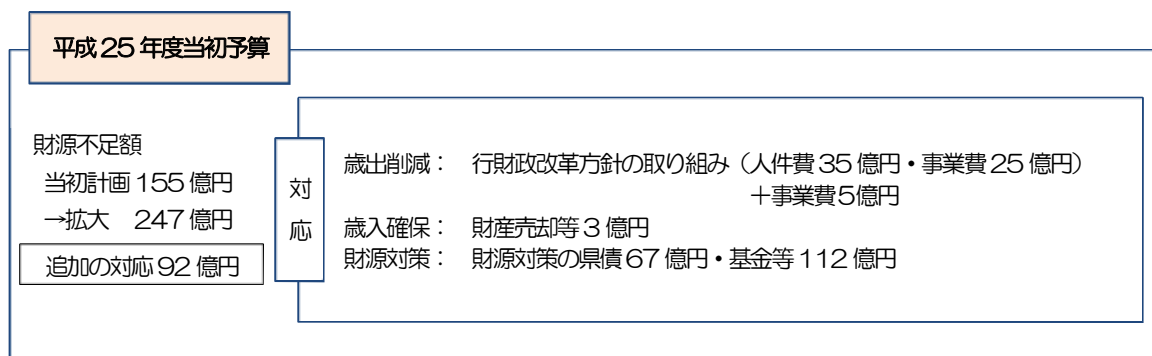 平成25年度当初予算
財源不足額
当初計画155億円
→拡大 247億円
追加の対応92億円
対応
歳出削減： 行財政改革方針の取り組み（人件費35億円・事業費25億円）
＋事業費5億円
歳入確保： 財産売却等3億円
財源対策： 財源対策の県債67億円・基金等112億円